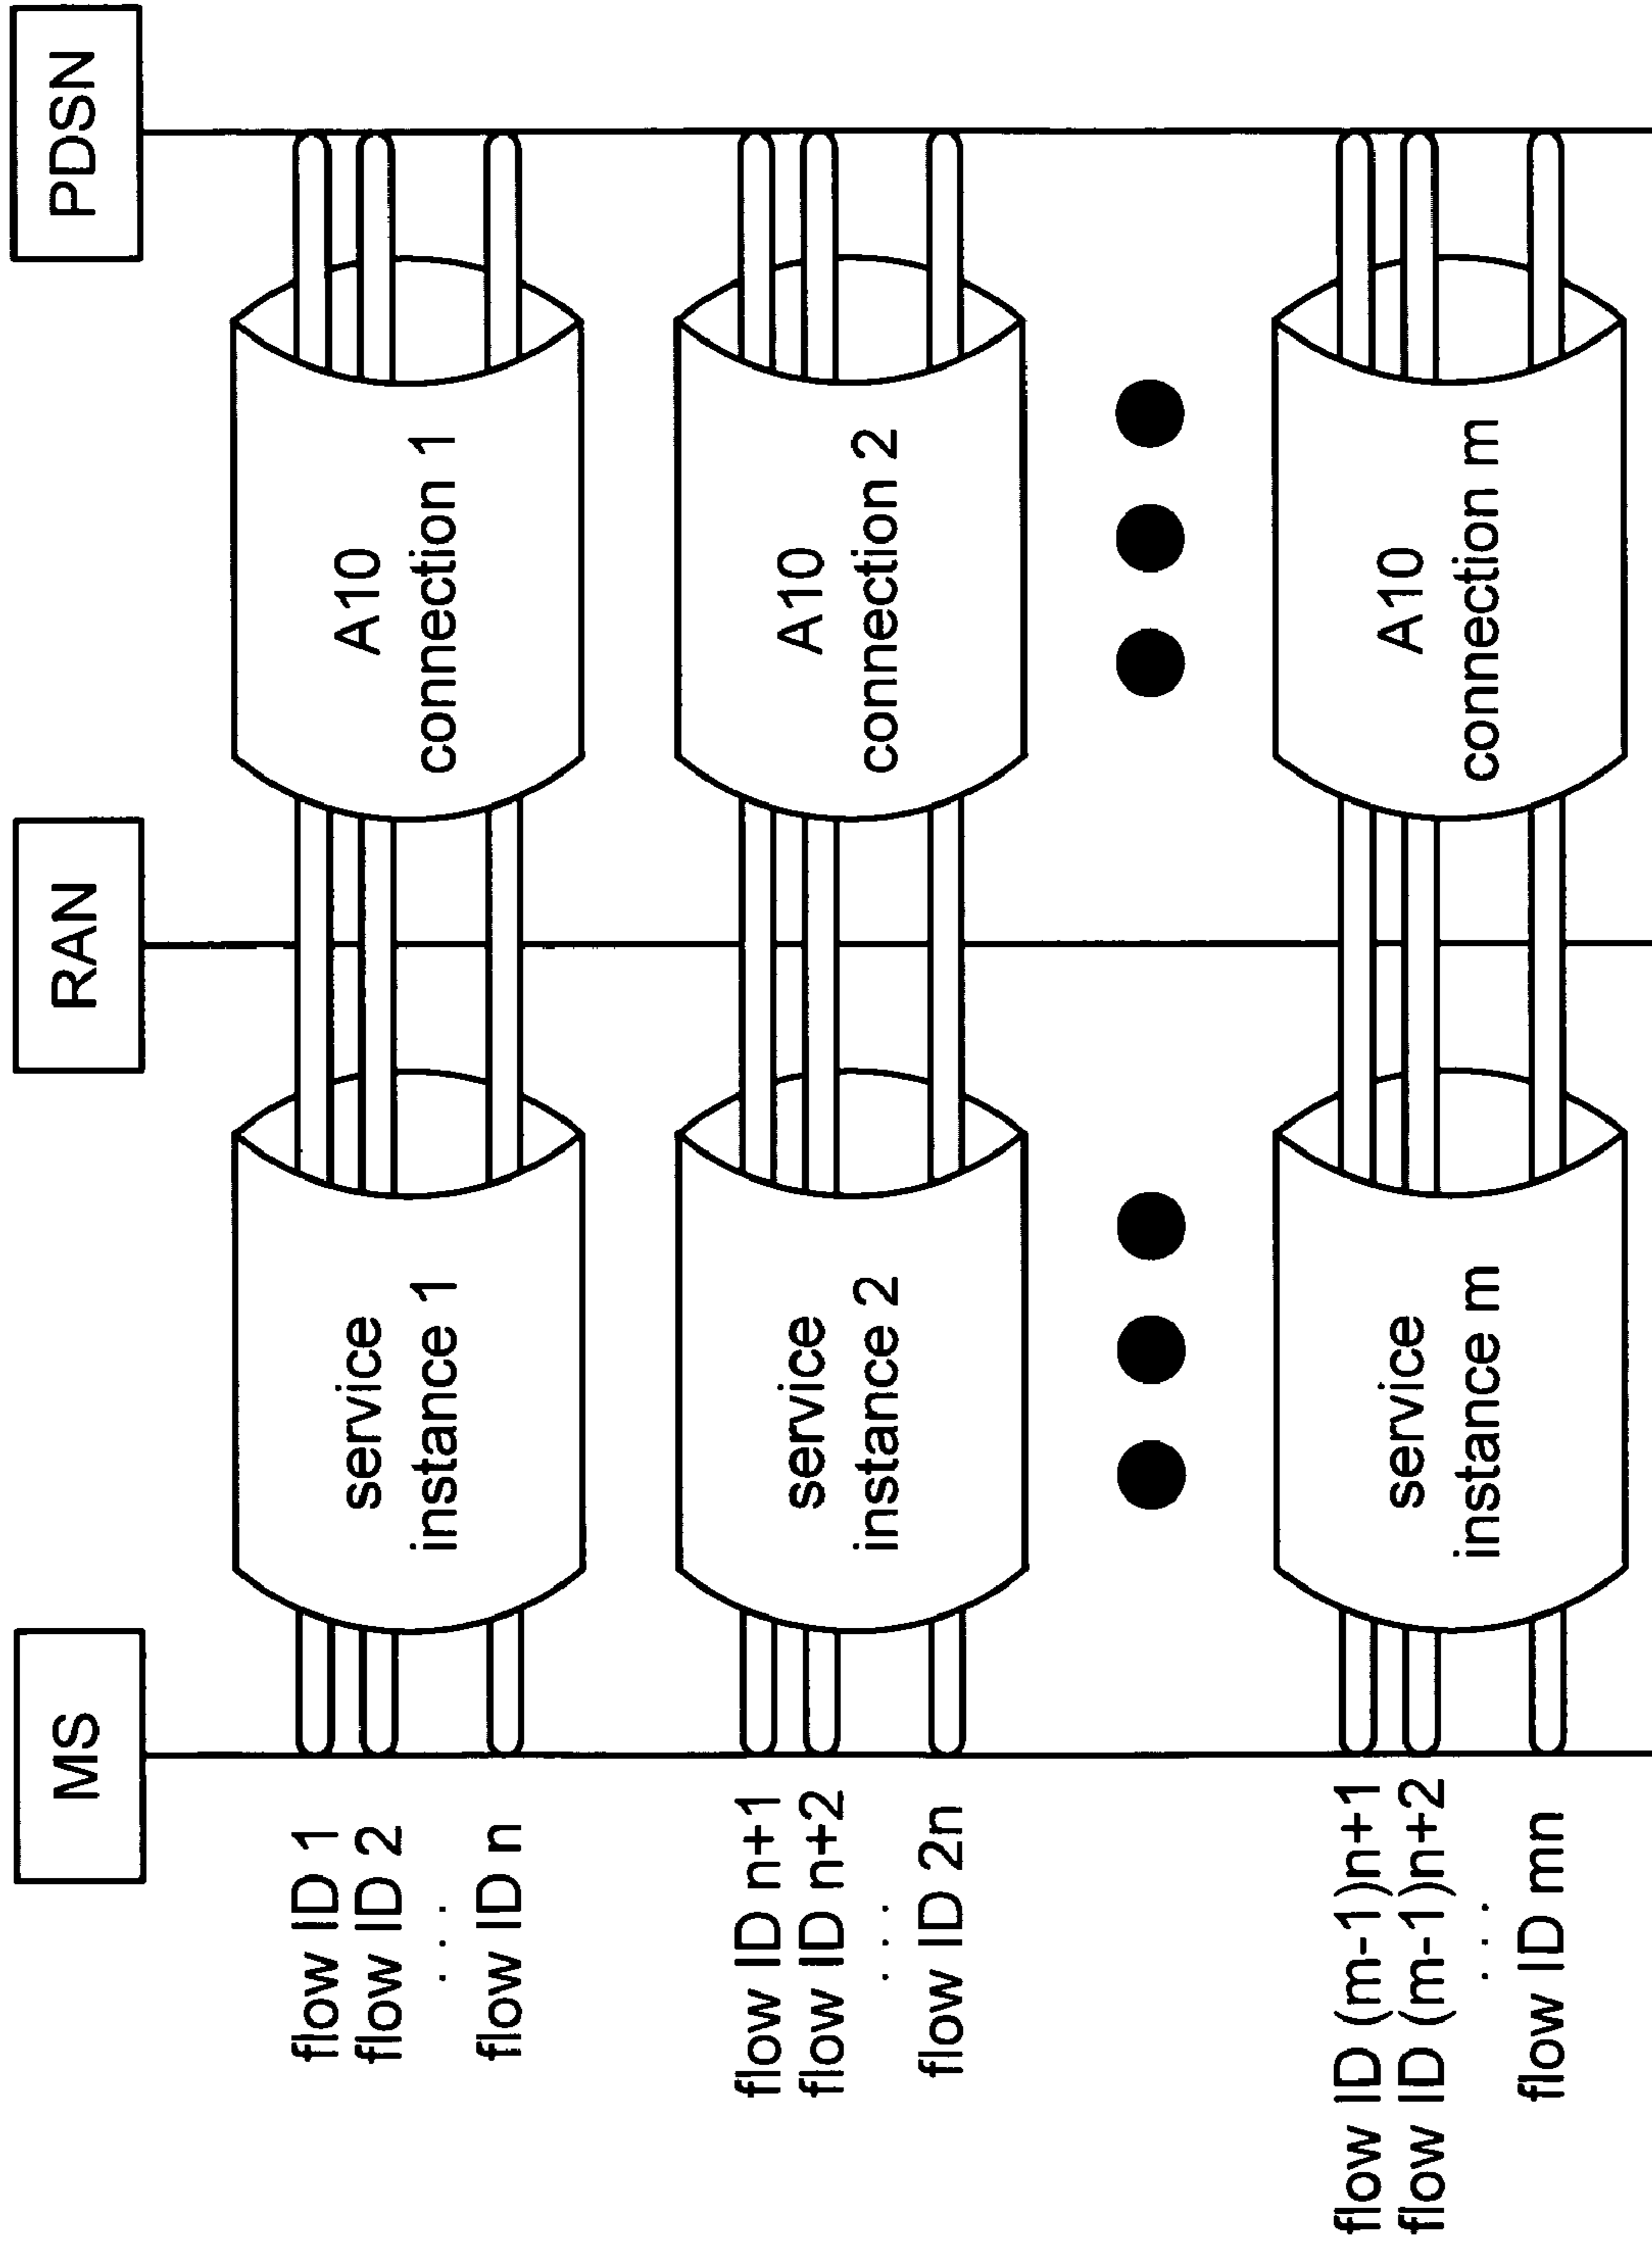 MS
RAN
PDSN
flow ID 1
flow ID 2
. . .
flow ID n
service
instance 1
A10
connection 1
flow ID n+1
flow ID n+2
. . .
flow ID 2n
service
instance 2
A10
connection 2
flow ID (m-1)n+1
flow ID (m-1)n+2
. . .
flow ID mn
service
instance m
A10
connection m